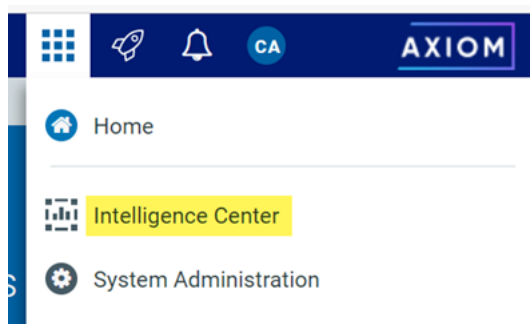 CA
AXIOM
Home
Intelligence Center
S
System Administration